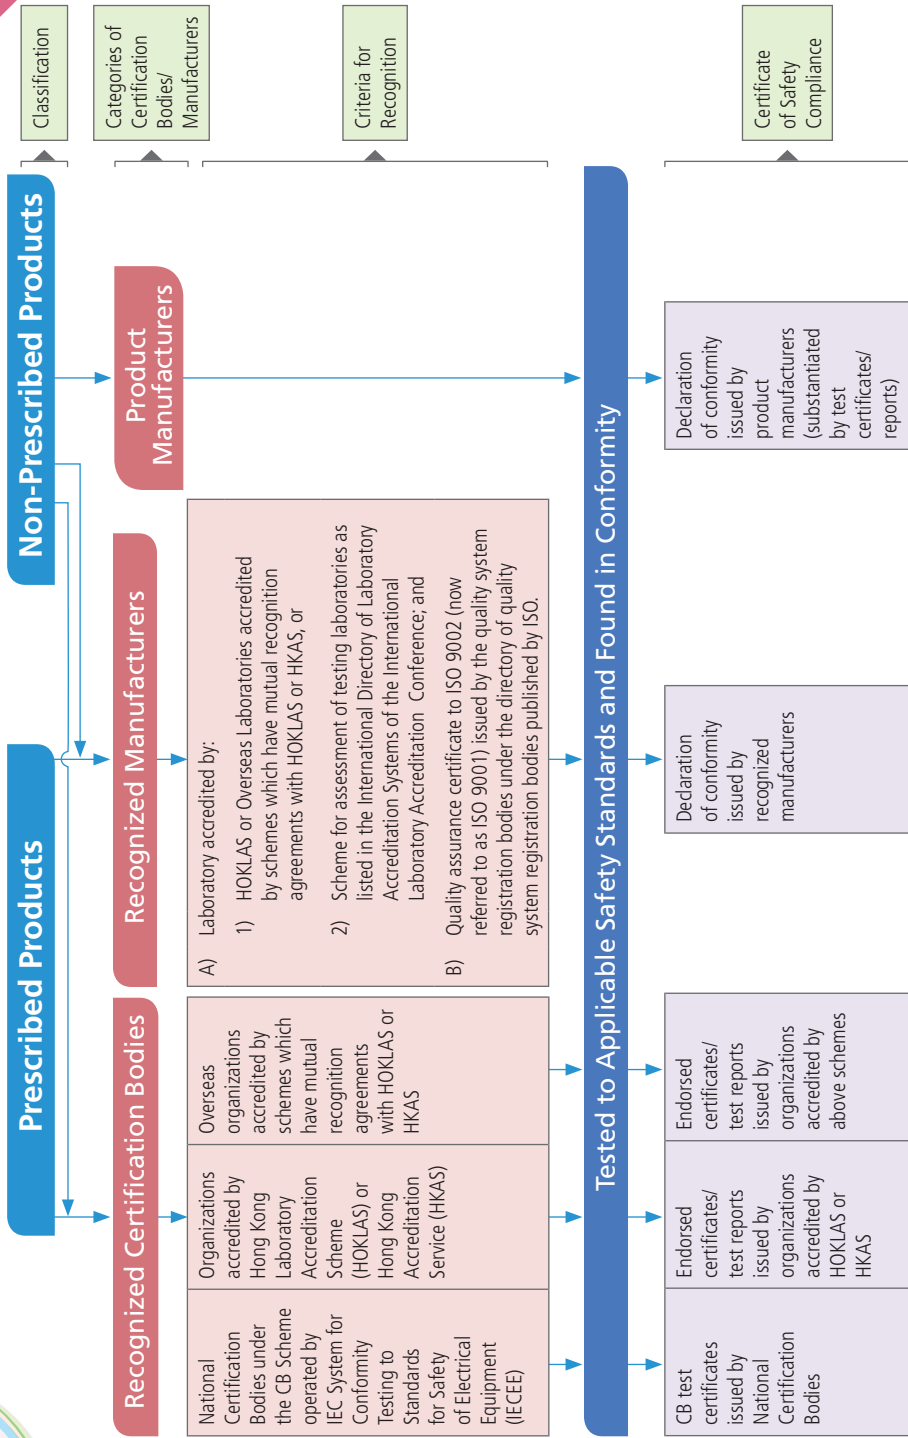 Prescribed Products
Non-Prescribed Products
Classification
Recognized Certification Bodies
Recognized Manufacturers
Product
Manufacturers
Categories of
Certification
Bodies/
Manufacturers
National
Certification
Bodies under
the CB Scheme
operated by
IEC System for
Conformity
Testing to
Standards
for Safety
of Electrical
Equipment
(IECEE)
Organizations
accredited by
Hong Kong
Laboratory
Accreditation
Scheme
(HOKLAS) or
Hong Kong
Accreditation
Service (HKAS)
Overseas
organizations
accredited by
schemes which
have mutual
recognition
agreements
with HOKLAS or
HKAS
A) Laboratory accredited by:
1) HOKLAS or Overseas Laboratories accredited
by schemes which have mutual recognition
agreements with HOKLAS or HKAS, or
2) Scheme for assessment of testing laboratories as
listed in the International Directory of Laboratory
Accreditation Systems of the International
Laboratory Accreditation Conference; and
B) Quality assurance certificate to ISO 9002 (now
referred to as ISO 9001) issued by the quality system
registration bodies under the directory of quality
system registration bodies published by ISO.
Criteria for
Recognition
Tested to Applicable Safety Standards and Found in Conformity
CB test
certificates
issued by
National
Certification
Bodies
Endorsed
certificates/
test reports
issued by
organizations
accredited by
HOKLAS or
HKAS
Endorsed
certificates/
test reports
issued by
organizations
accredited by
above schemes
Declaration
of conformity
issued by
recognized
manufacturers
Declaration
of conformity
issued by
product
manufacturers
(substantiated
by test
certificates/
reports)
Certificate
of Safety
Compliance